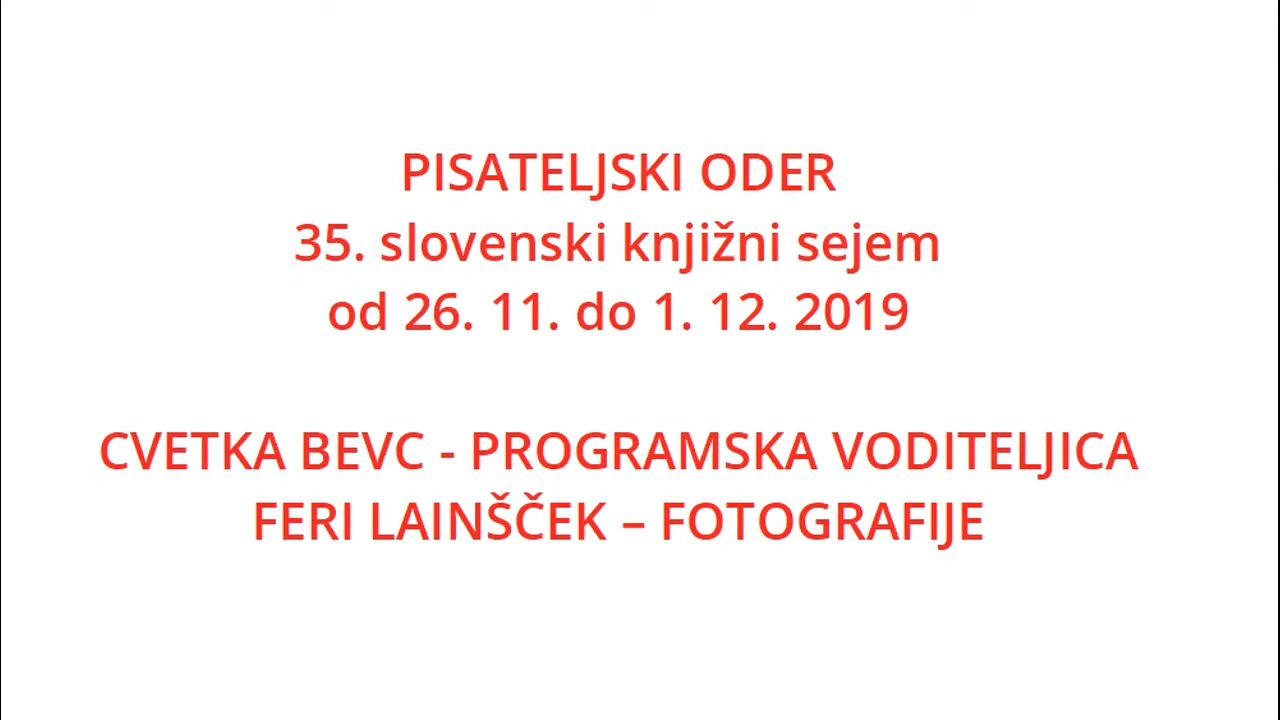 PISATELJSKI ODER
35. slovenski knjižni sejem
od 26. 11. do 1. 12. 2019
CVETKA BEVC - PROGRAMSKA VODITELJICA
FERI LAINŠČEK – FOTOGRAFIJE